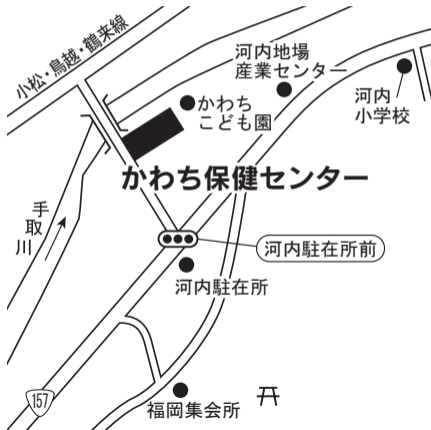 小松・鳥越・鶴来線
河内地場
産業センター
かわち
こども園
河内
小学校
かわち保健センター
手取川
河内駐在所前
河内駐在所
157
福岡集会所